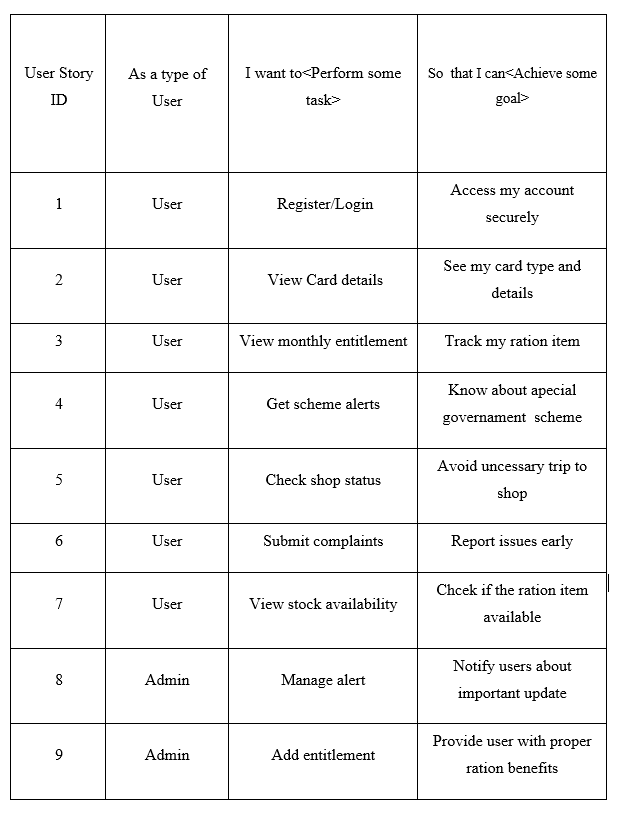 User Story ID
As a type of User
I want to<Perform some task>
So that I can<Achieve some goal>
1
User
Register/Login
Access my account
securely
2
User
View Card details
See my card type and
details
3
User
View monthly entitlement
Track my ration item
4
User
Get scheme alerts
Know about apecial
governament scheme
5
User
Check shop status
Avoid uncessary trip to
shop
6
User
Submit complaints
Report issues early
7
User
View stock availability
Chcek if the ration item
available
8
Admin
Manage alert
Notify users about
important update
9
Admin
Add entitlement
Provide user with proper
ration benefits